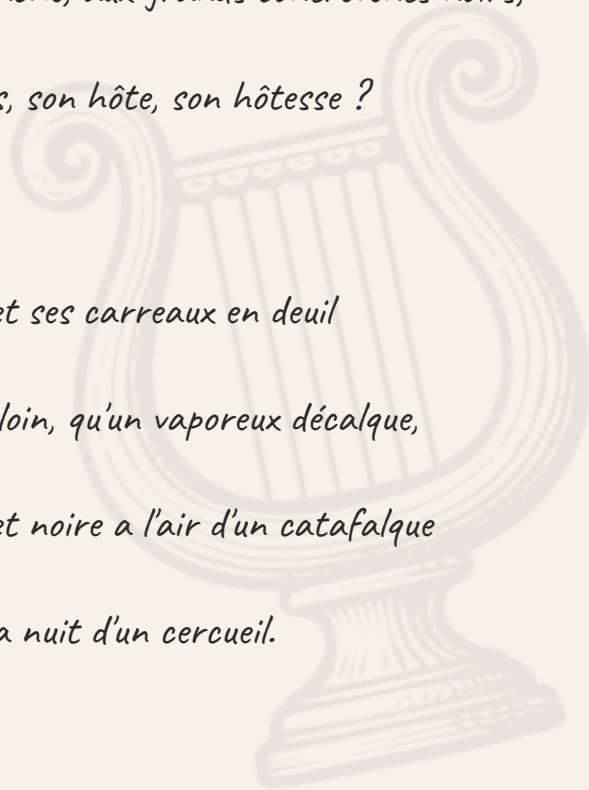 son hôte, son hôtesse ?
et ses carreaux en deuil
loin, qu'un vaporeux décalque,
et noire a l'air d'un catafalque
nuit d'un cercueil.